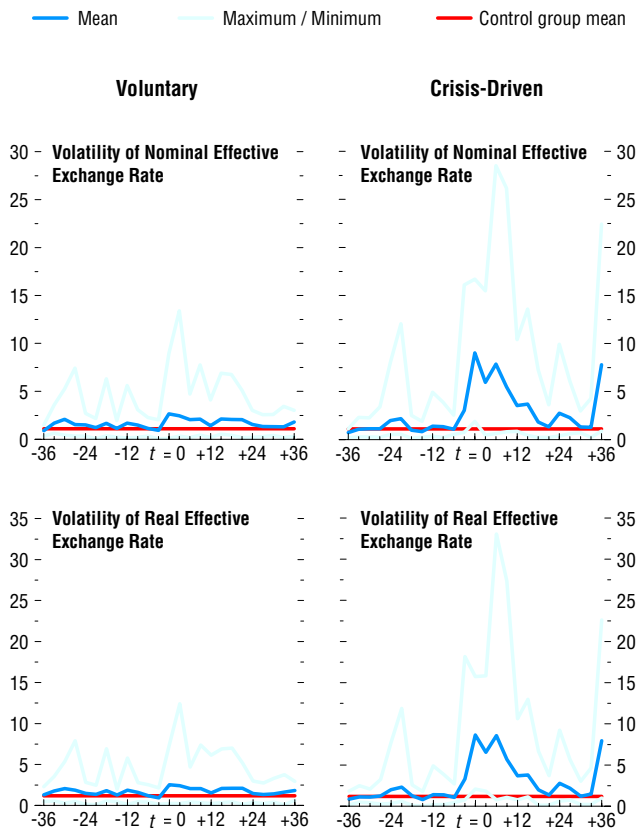 Mean Maximum / Minimum Control group mean
Voluntary Crisis-Driven
Volatility of Nominal Effective
Exchange Rate
30
25
20
15
10
5
0
-36 -24 -12 t = 0 +12 +24 +36
Volatility of Nominal Effective
Exchange Rate
30
25
20
15
10
5
0
-36 -24 -12 t = 0 +12 +24 +36
Volatility of Real Effective
Exchange Rate
35
30
25
20
15
10
5
0
-36 -24 -12 t = 0 +12 +24 +36
Volatility of Real Effective
Exchange Rate
35
30
25
20
15
10
5
0
-36 -24 -12 t = 0 +12 +24 +36